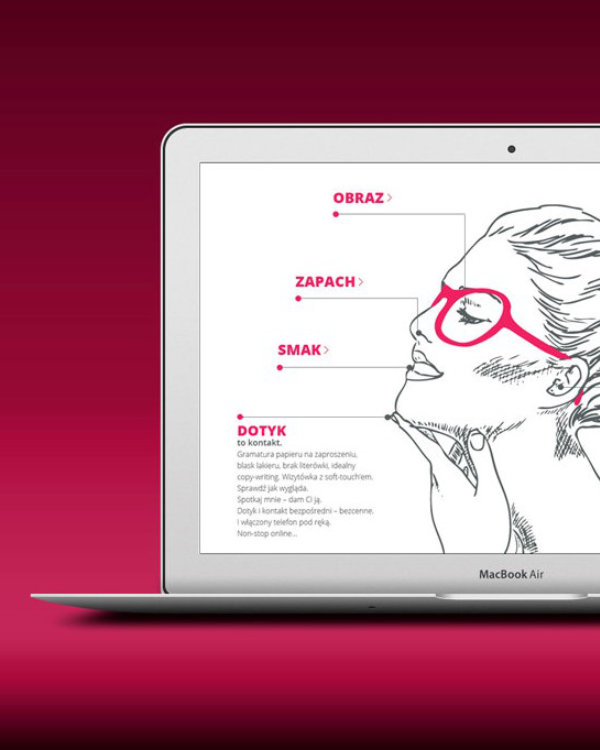 OBRAZ >
ZAPACH >
SMAK >
DOTYK
to kontakt.
Gramatura papieru na zaproszeniu,
blask lakieru, brak literówki, idealny
copy-writing. Wizytówka z soft-touch'em.
Sprawdź jak wygląda.
Spotkaj mnie – dam Ci ją.
Dotyk i kontakt bezpośredni – bezcenne.
I włączony telefon pod ręką.
Non-stop online...
MacBook Air